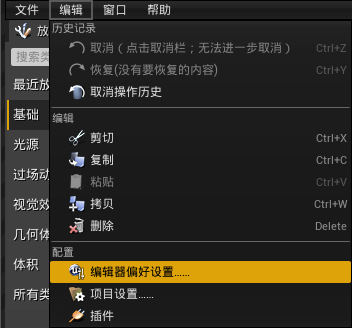 文件 编辑 窗口 帮助
历史记录
取消（点击取消栏；无法进一步取消） Ctrl+Z
恢复(没有要恢复的内容) Ctrl+Y
取消操作历史
编辑
剪切 Ctrl+X
复制 Ctrl+C
粘贴 Ctrl+V
拷贝 Ctrl+W
删除 Delete
配置
编辑器偏好设置......
项目设置......
插件
放
搜索类
最近放
基础
光源
过场动
视觉效
几何体
体积
所有类